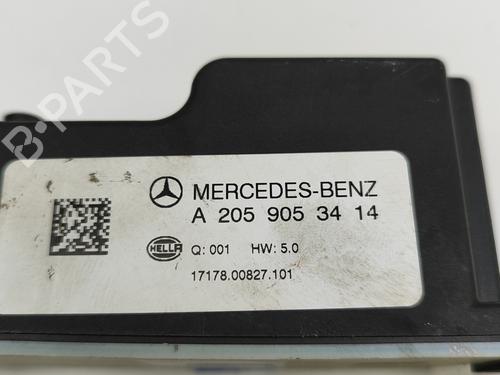 B-PARTS
MERCEDES-BENZ
A 205 905 34 14
HELLA
Q: 001 HW: 5.0
17178.00827.101